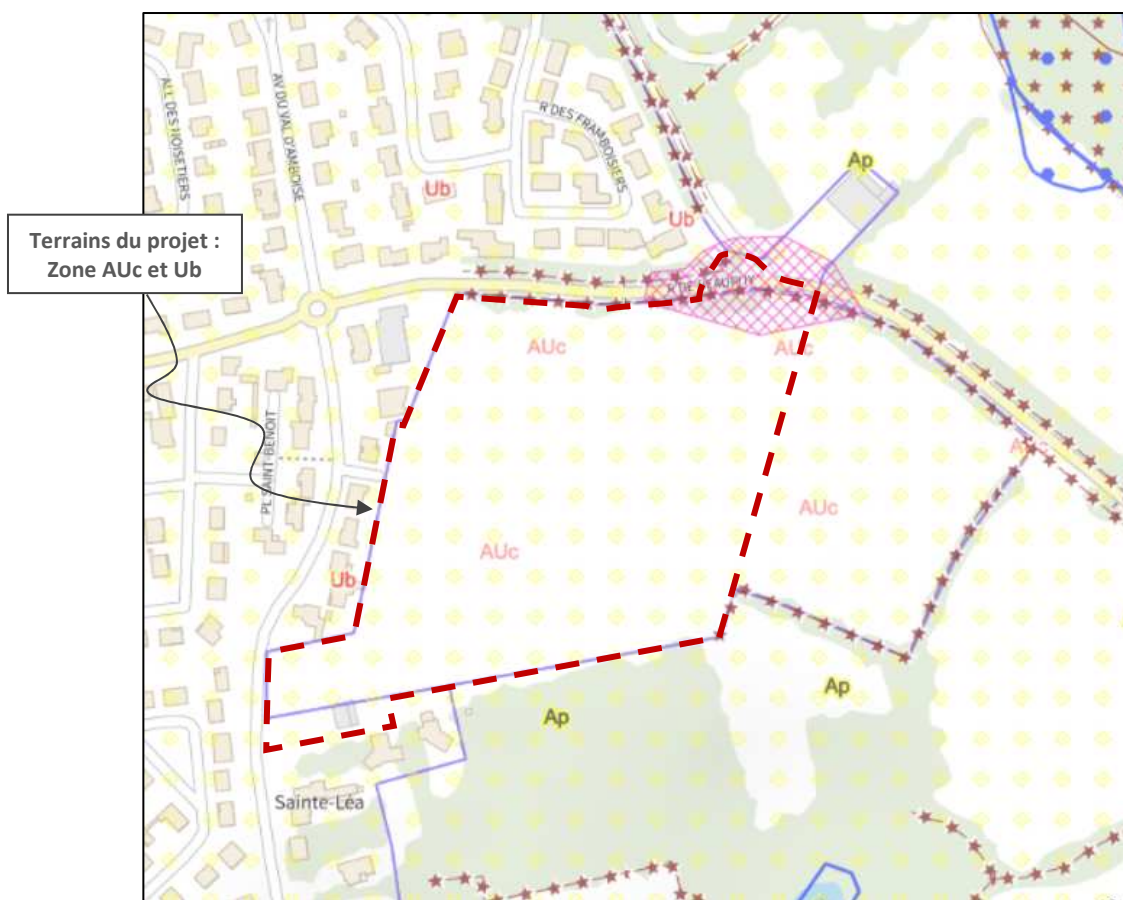 ALL DES NOISETIERS
AV DU VAL D'AMBOISE
R DES FRAMBOISIERS
Ub
Ap
Ub
Terrains du projet :
Zone AUc et Ub
AUc
AUc
PL SAINT-BENOIT
AUc
AUc
Ub
Ap
Ap
Sainte-Léa